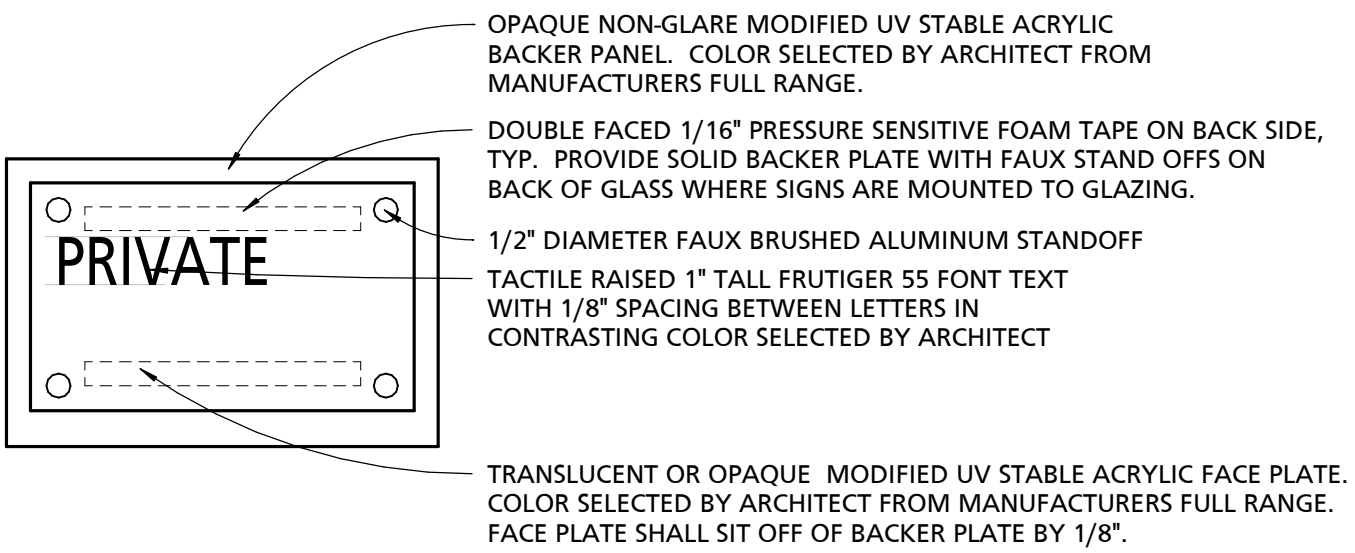 OPAQUE NON-GLARE MODIFIED UV STABLE ACRYLIC
BACKER PANEL.  COLOR SELECTED BY ARCHITECT FROM
MANUFACTURERS FULL RANGE.
DOUBLE FACED 1/16" PRESSURE SENSITIVE FOAM TAPE ON BACK SIDE,
TYP.  PROVIDE SOLID BACKER PLATE WITH FAUX STAND OFFS ON
BACK OF GLASS WHERE SIGNS ARE MOUNTED TO GLAZING.
1/2" DIAMETER FAUX BRUSHED ALUMINUM STANDOFF
PRIVATE
TACTILE RAISED 1" TALL FRUTIGER 55 FONT TEXT
WITH 1/8" SPACING BETWEEN LETTERS IN
CONTRASTING COLOR SELECTED BY ARCHITECT
TRANSLUCENT OR OPAQUE  MODIFIED UV STABLE ACRYLIC FACE PLATE.
COLOR SELECTED BY ARCHITECT FROM MANUFACTURERS FULL RANGE.
FACE PLATE SHALL SIT OFF OF BACKER PLATE BY 1/8".